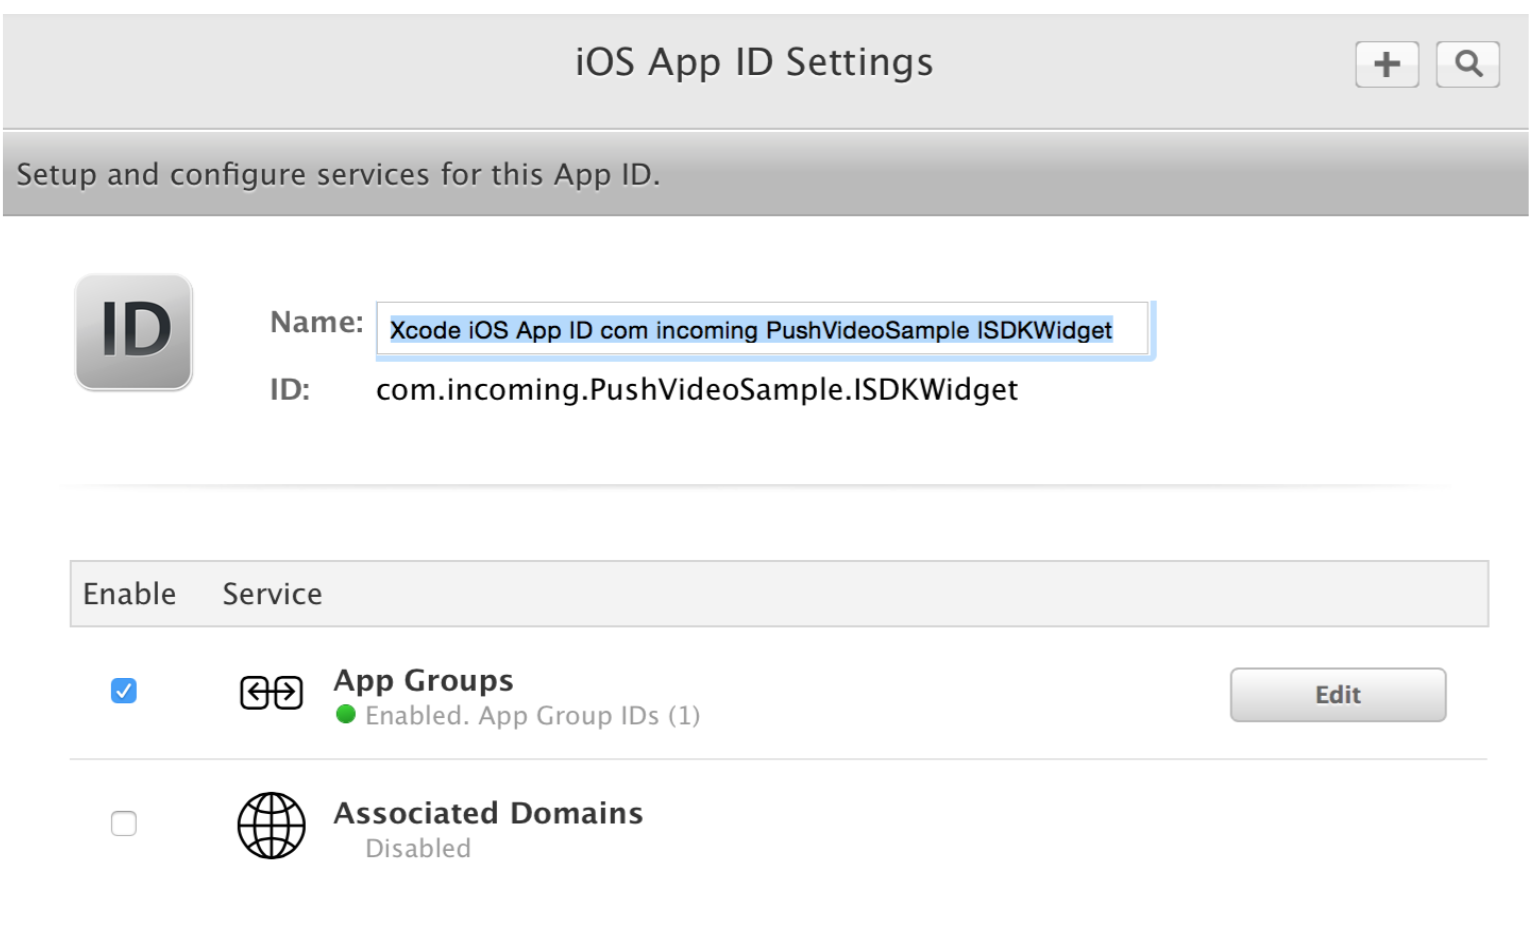 iOS App ID Settings
Setup and configure services for this App ID.
ID
Name: Xcode iOS App ID com incoming PushVideoSample ISDKWidget
ID: com.incoming.PushVideoSample.ISDKWidget
Enable Service
App Groups
Enabled. App Group IDs (1)
Edit
Associated Domains
Disabled